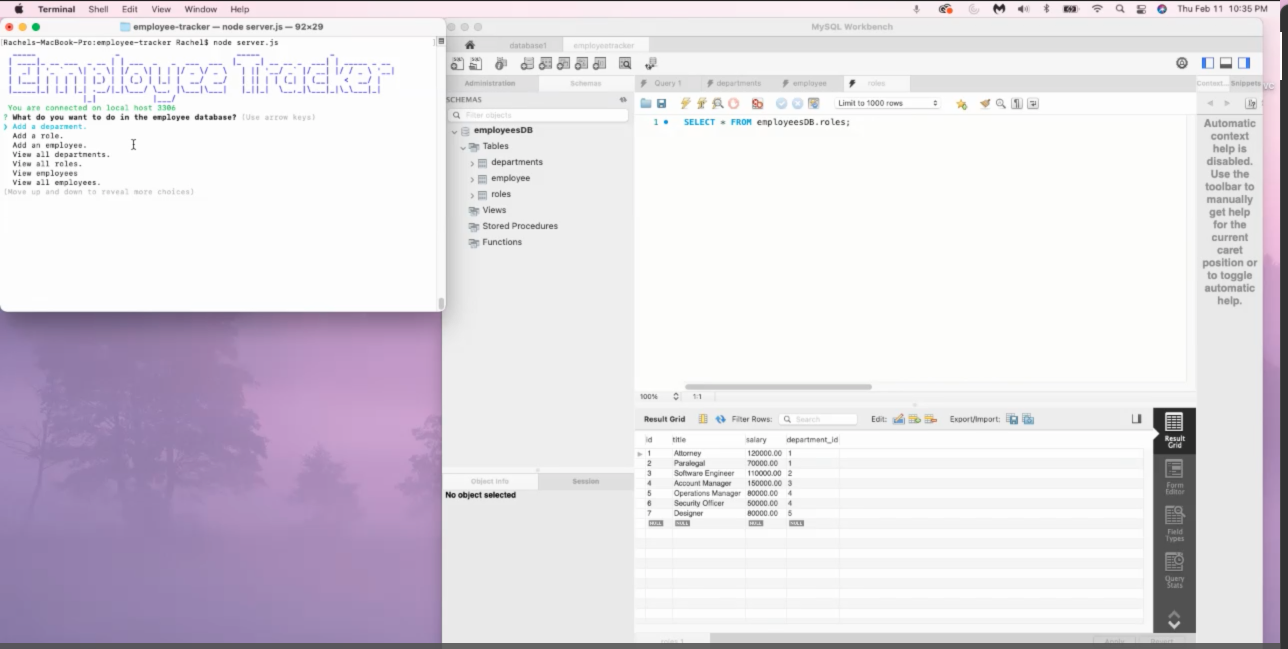 Terminal Shell Edit View Window Help
Thu Feb 11 10:35 PM
employee-tracker — node server.js — 92×29
[Rachels-MacBook-Pro:employee-tracker Rachel$ node server.js ]
Employee Tracker
You are connected on local host 3306
? What do you want to do in the employee database? (Use arrow keys)
❯ Add a deparment.
Add a role.
Add an employee.
View all departments.
View all roles.
View employees
View all employees.
(Move up and down to reveal more choices)
MySQL Workbench
database1 employeetracker
Administration Schemas
SCHEMAS
Filter objects
employeesDB
Tables
departments
employee
roles
Views
Stored Procedures
Functions
Object Info Session
No object selected
Query 1 departments employee roles
Limit to 1000 rows
1 SELECT * FROM employeesDB.roles;
100% 1:1
Result Grid Filter Rows: Search Edit: Export/Import:
id title salary department_id
1 Attorney 120000.00 1
2 Paralegal 70000.00 1
3 Software Engineer 110000.00 2
4 Account Manager 150000.00 3
5 Operations Manager 80000.00 4
6 Security Officer 50000.00 4
7 Designer 80000.00 5
NULL NULL NULL NULL
roles 1
Apply Revert
Result
Grid
Form
Editor
Field
Types
Query
Stats
Context... Snippets
Automatic
context
help is
disabled.
Use the
toolbar to
manually
get help
for the
current
caret
position or
to toggle
automatic
help.